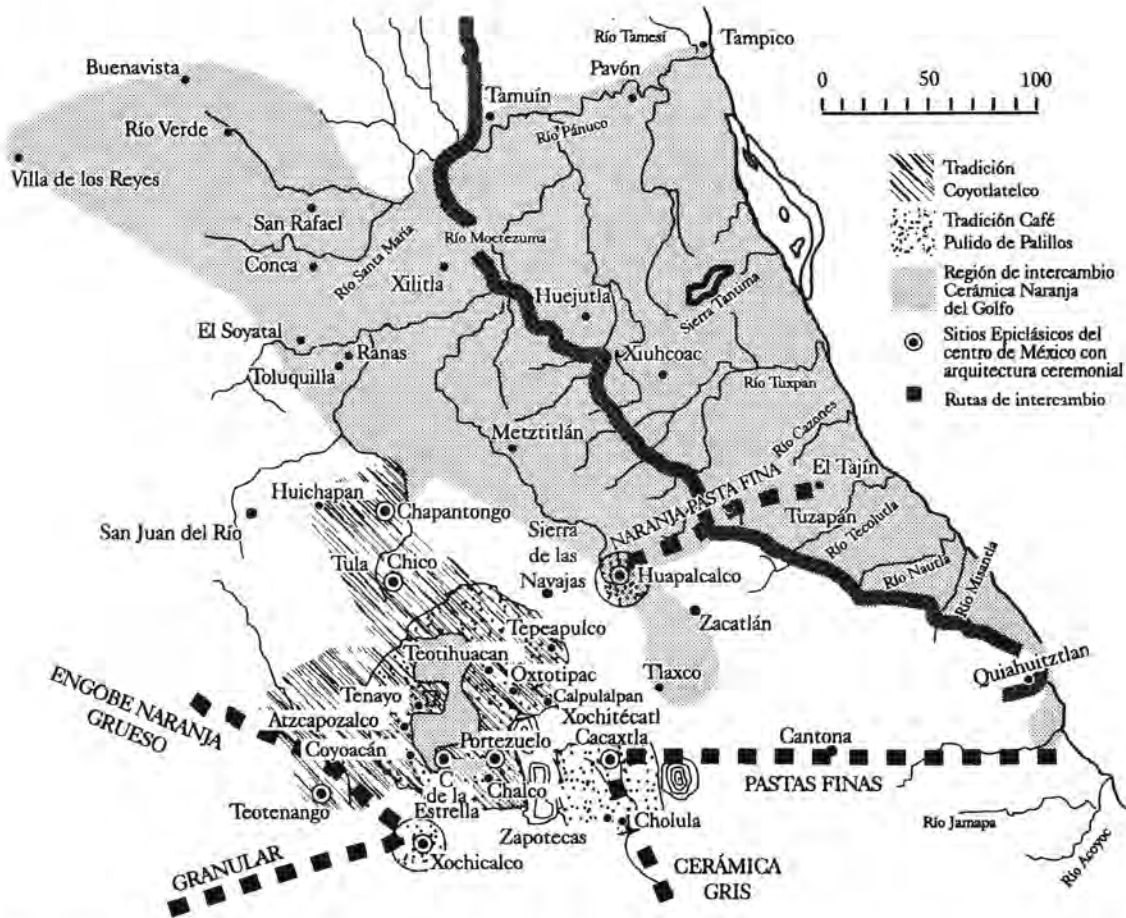 Río Tamesí
Tampico
Buenavista
Pavón
0 50 100
Tamuín
Río Verde
Río Pánuco
Villa de los Reyes
Tradición
Coyotlatelco
San Rafael
Tradición Café
Pulido de Palillos
Río Moctezuma
Río Santa María
Conca
Xilitla
Región de intercambio
Cerámica Naranja
del Golfo
Huejutla
Sierra Tantima
El Soyatal
Ranas
Toluquilla
Xiuhcoac
Sitios Epiclásicos del
centro de México con
arquitectura ceremonial
Río Tuxpan
Rutas de intercambio
Metztitlán
Río Cazones
El Tajín
NARANJA-PASTA FINA
Tuzapán
Huichapan
Chapantongo
San Juan del Río
Sierra
de las
Navajas
Río Tecolutla
Tula
Chico
Huapalcalco
Río Nautla
Río Misantla
Zacatlán
Tepeapulco
Teotihuacan
Oxtotipac
Tlaxco
Quiahuitztlan
Tenayo
Calpulalpan
ENGOBE NARANJA
GRUESO
Atzcapozalco
Xochitécatl
Cacaxtla
Cantona
Coyoacán
Portezuelo
PASTAS FINAS
Teotenango
C
de la
Estrella
Chalco
Zapotecas
Cholula
Río Jamapa
Río Acoyoc
Xochicalco
GRANULAR
CERÁMICA
GRIS